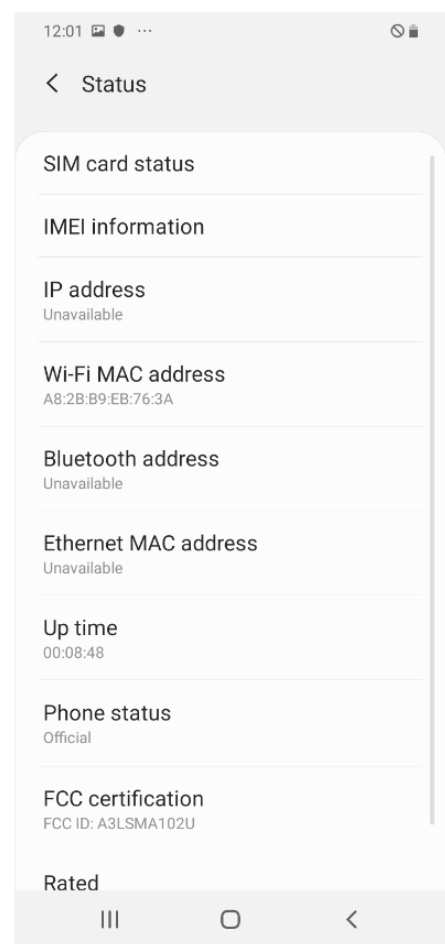 12:01
Status
SIM card status
IMEI information
IP address
Unavailable
Wi-Fi MAC address
A8:2B:B9:EB:76:3A
Bluetooth address
Unavailable
Ethernet MAC address
Unavailable
Up time
00:08:48
Phone status
Official
FCC certification
FCC ID: A3LSMA102U
Rated